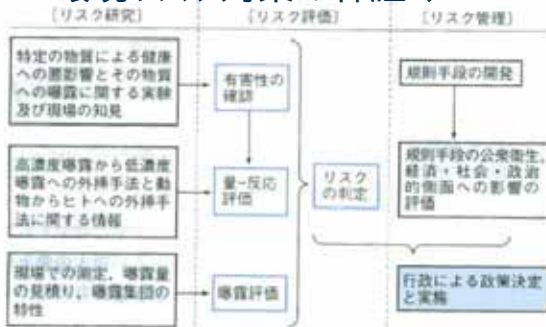 〔リスク研究〕
〔リスク評価〕
〔リスク管理〕
特定の物質による健康
への悪影響とその物質
への曝露に関する実験
及び現場の知見
有害性の
確認
規則手段の開発
高濃度曝露から低濃度
曝露への外挿手法と動
物からヒトへの外挿手
法に関する情報
量-反応
評価
リスク
の判定
規則手段の公衆衛生,
経済・社会・政治
的側面への影響の
評価
現場での測定, 曝露量
の見積り, 曝露集団の
特性
曝露評価
行政による政策決定
と実施